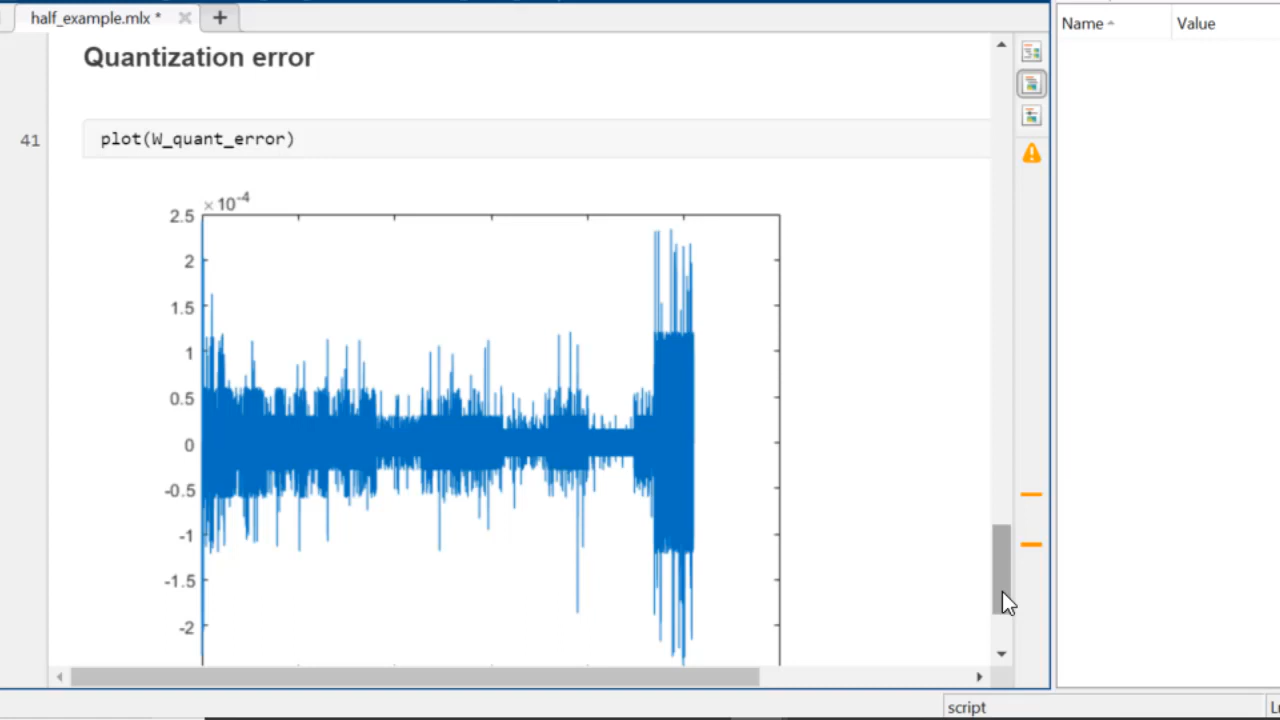 half_example.mlx *
Name
Value
Quantization error
41
plot(W_quant_error)
×10-4
2.5
2
1.5
1
0.5
0
-0.5
-1
-1.5
-2
script